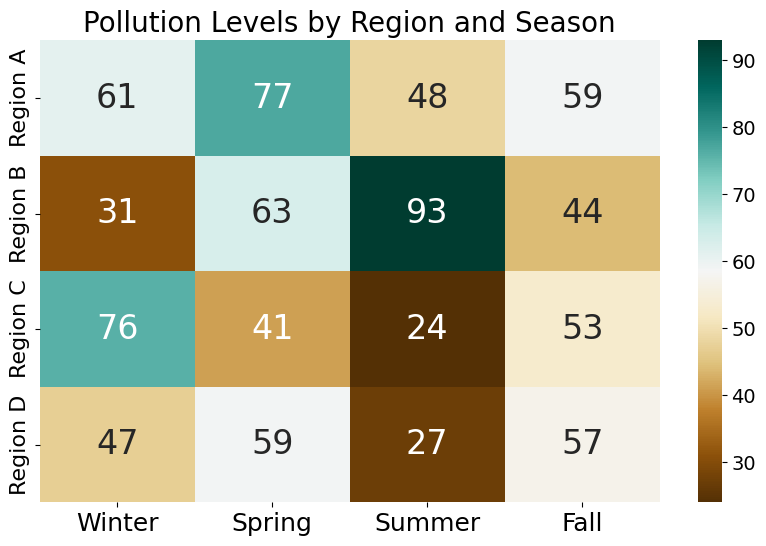 Pollution Levels by Region and Season
Region A 61 77 48 59
Region B 31 63 93 44
Region C 76 41 24 53
Region D 47 59 27 57
Winter Spring Summer Fall
90
80
70
60
50
40
30